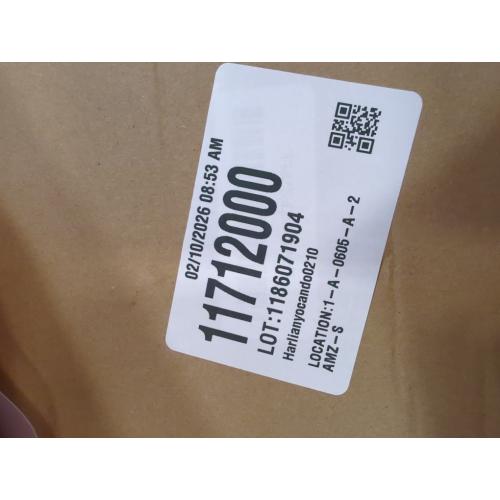 02/10/2026 08:53 AM
11712000
LOT:1186071904
Harlianyocando0210
LOCATION:1-A-0605-A-2
AMZ-S